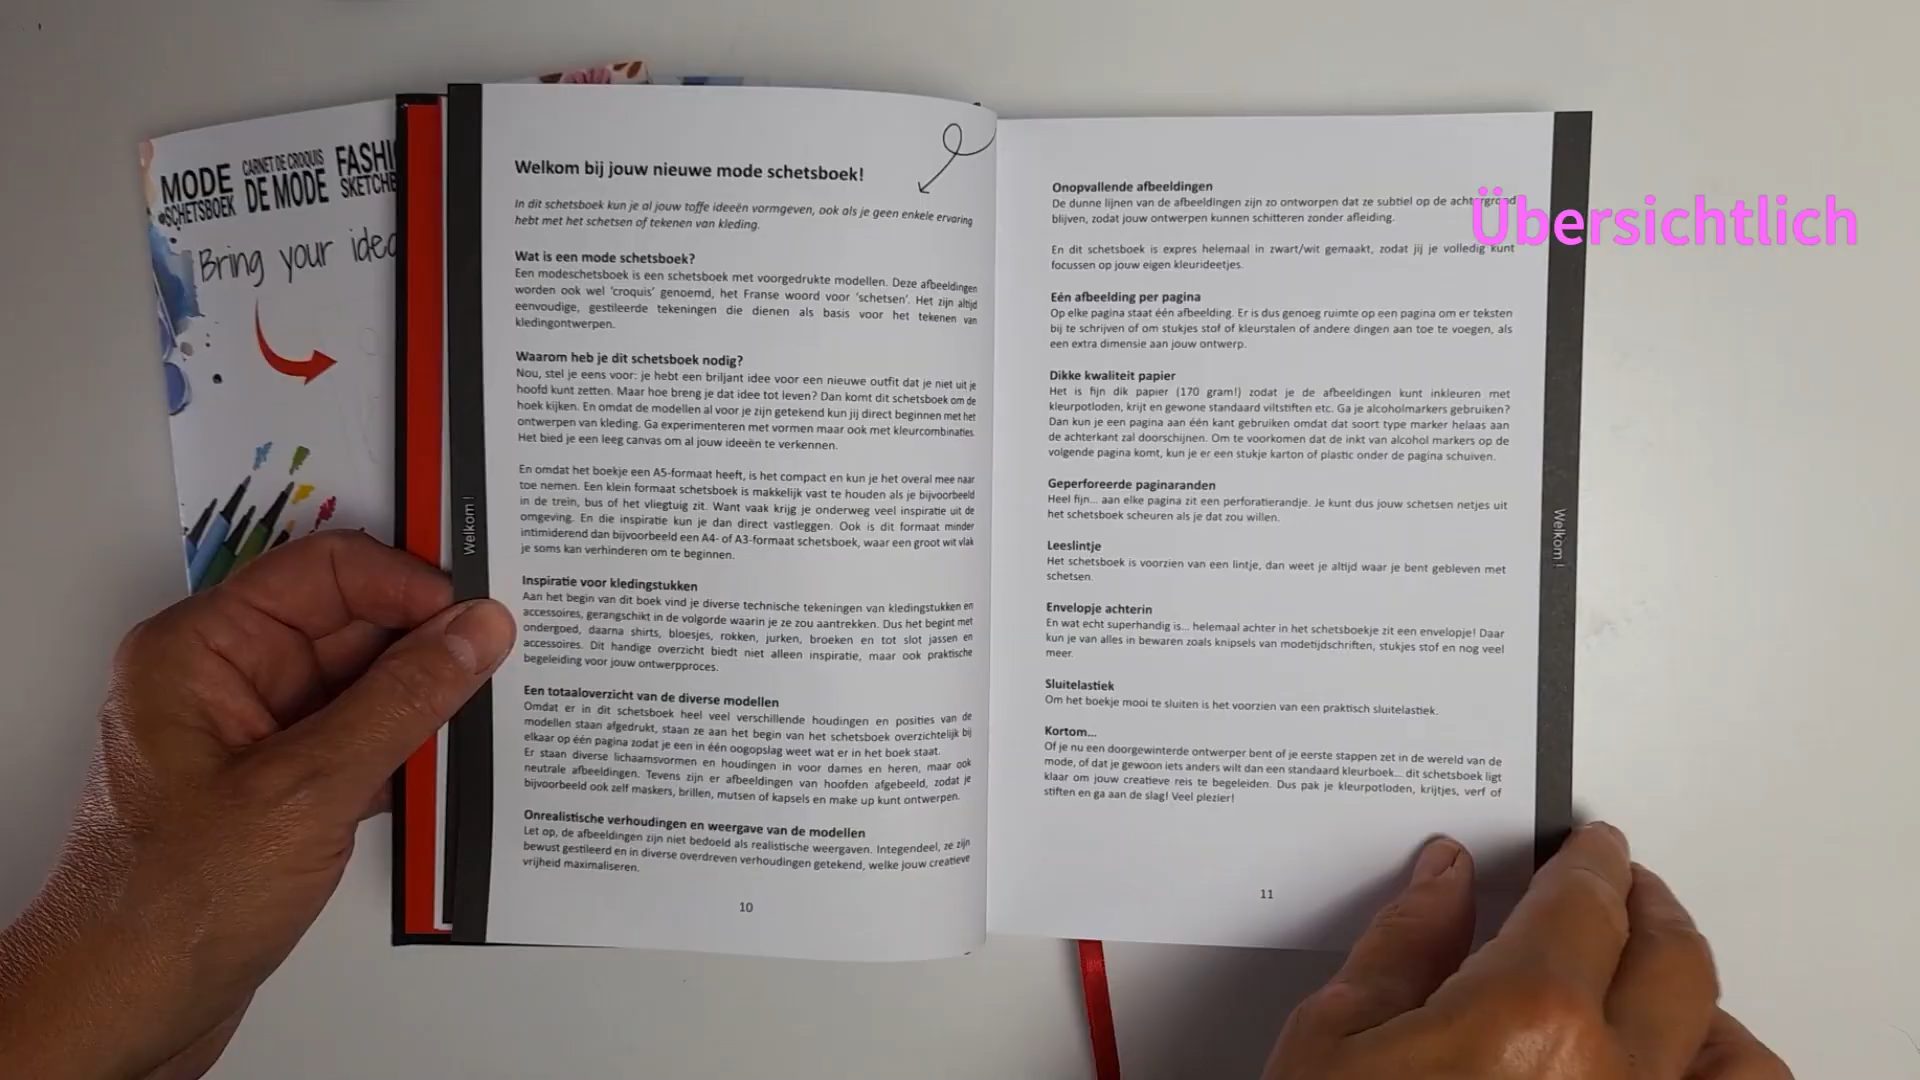 MODE
SCHETSBOEK
CARNET DE CROQUIS
DE MODE
FASHI
SKETCHB
Bring your idea
Welkom !
Welkom bij jouw nieuwe mode schetsboek!
In dit schetsboek kun je al jouw toffe ideeën vormgeven, ook als je geen enkele ervaring
hebt met het schetsen of tekenen van kleding.
Wat is een mode schetsboek?
Een modeschetsboek is een schetsboek met voorgedrukte modellen. Deze afbeeldingen
worden ook wel ‘croquis’ genoemd, het Franse woord voor ‘schetsen’. Het zijn altijd
eenvoudige, gestileerde tekeningen die dienen als basis voor het tekenen van
kledingontwerpen.
Waarom heb je dit schetsboek nodig?
Nou, stel je eens voor: je hebt een briljant idee voor een nieuwe outfit dat je niet uit je
hoofd kunt zetten. Maar hoe breng je dat idee tot leven? Dan komt dit schetsboek om de
hoek kijken. En omdat de modellen al voor je zijn getekend kun jij direct beginnen met het
ontwerpen van kleding. Ga experimenteren met vormen maar ook met kleurcombinaties.
Het bied je een leeg canvas om al jouw ideeën te verkennen.
En omdat het boekje een A5-formaat heeft, is het compact en kun je het overal mee naar
toe nemen. Een klein formaat schetsboek is makkelijk vast te houden als je bijvoorbeeld
in de trein, bus of het vliegtuig zit. Want vaak krijg je onderweg veel inspiratie uit de
omgeving. En die inspiratie kun je dan direct vastleggen. Ook is dit formaat minder
intimiderend dan bijvoorbeeld een A4- of A3-formaat schetsboek, waar een groot wit vlak
je soms kan verhinderen om te beginnen.
Inspiratie voor kledingstukken
Aan het begin van dit boek vind je diverse technische tekeningen van kledingstukken en
accessoires, gerangschikt in de volgorde waarin je ze zou aantrekken. Dus het begint met
ondergoed, daarna shirts, bloesjes, rokken, jurken, broeken en tot slot jassen en
accessoires. Dit handige overzicht biedt niet alleen inspiratie, maar ook praktische
begeleiding voor jouw ontwerpproces.
Een totaaloverzicht van de diverse modellen
Omdat er in dit schetsboek heel veel verschillende houdingen en posities van de
modellen staan afgedrukt, staan ze aan het begin van het schetsboek overzichtelijk bij
elkaar op één pagina zodat je een in één oogopslag weet wat er in het boek staat.
Er staan diverse lichaamsvormen en houdingen in voor dames en heren, maar ook
neutrale afbeeldingen. Tevens zijn er afbeeldingen van hoofden afgebeeld, zodat je
bijvoorbeeld ook zelf maskers, brillen, mutsen of kapsels en make up kunt ontwerpen.
Onrealistische verhoudingen en weergave van de modellen
Let op, de afbeeldingen zijn niet bedoeld als realistische weergaven. Integendeel, ze zijn
bewust gestileerd en in diverse overdreven verhoudingen getekend, welke jouw creatieve
vrijheid maximaliseren.
10
Onopvallende afbeeldingen
De dunne lijnen van de afbeeldingen zijn zo ontworpen dat ze subtiel op de achtergrond
blijven, zodat jouw ontwerpen kunnen schitteren zonder afleiding.
Übersichtlich
En dit schetsboek is expres helemaal in zwart/wit gemaakt, zodat jij je volledig kunt
focussen op jouw eigen kleurideetjes.
Eén afbeelding per pagina
Op elke pagina staat één afbeelding. Er is dus genoeg ruimte op een pagina om er teksten
bij te schrijven of om stukjes stof of kleurstalen of andere dingen aan toe te voegen, als
een extra dimensie aan jouw ontwerp.
Dikke kwaliteit papier
Het is fijn dik papier (170 gram!) zodat je de afbeeldingen kunt inkleuren met
kleurpotloden, krijt en gewone standaard viltstiften etc. Ga je alcoholmarkers gebruiken?
Dan kun je een pagina aan één kant gebruiken omdat dat soort type marker helaas aan
de achterkant zal doorschijnen. Om te voorkomen dat de inkt van alcohol markers op de
volgende pagina komt, kun je er een stukje karton of plastic onder de pagina schuiven.
Geperforeerde paginaranden
Heel fijn... aan elke pagina zit een perforatierandje. Je kunt dus jouw schetsen netjes uit
het schetsboek scheuren als je dat zou willen.
Leeslintje
Het schetsboek is voorzien van een lintje, dan weet je altijd waar je bent gebleven met
schetsen.
Envelopje achterin
En wat echt superhandig is... helemaal achter in het schetsboekje zit een envelopje! Daar
kun je van alles in bewaren zoals knipsels van modetijdschriften, stukjes stof en nog veel
meer.
Sluitelastiek
Om het boekje mooi te sluiten is het voorzien van een praktisch sluitelastiek.
Kortom...
Of je nu een doorgewinterde ontwerper bent of je eerste stappen zet in de wereld van de
mode, of dat je gewoon iets anders wilt dan een standaard kleurboek... dit schetsboek ligt
klaar om jouw creatieve reis te begeleiden. Dus pak je kleurpotloden, krijtjes, verf of
stiften en ga aan de slag! Veel plezier!
11
Welkom !